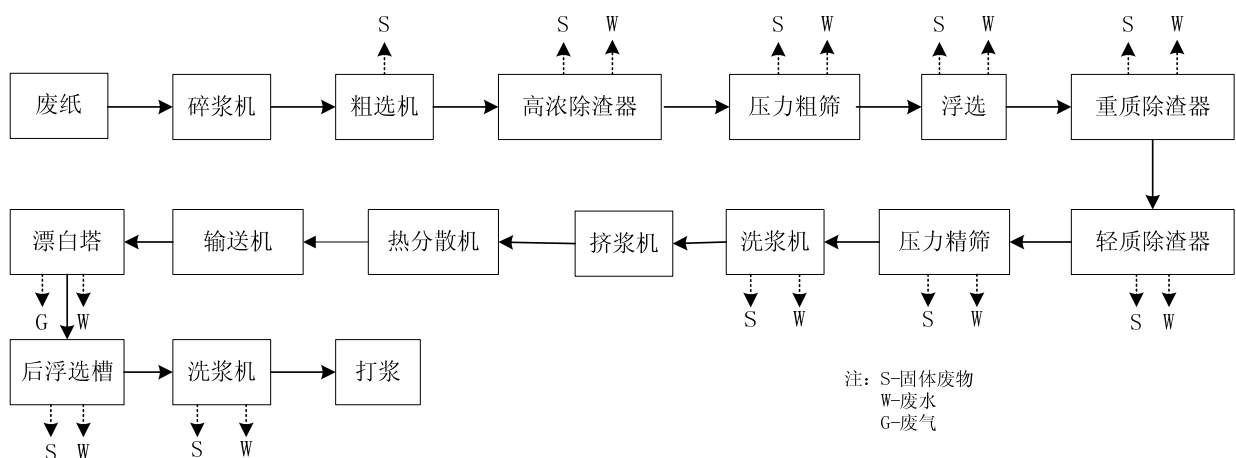 S S W S W S W S W
废纸 碎浆机 粗选机 高浓除渣器 压力粗筛 浮选 重质除渣器
漂白塔 输送机 热分散机 挤浆机 洗浆机 压力精筛 轻质除渣器
G W S W S W S W
后浮选槽 洗浆机 打浆
注: S-固体废物
W-废水
G-废气
S W S W